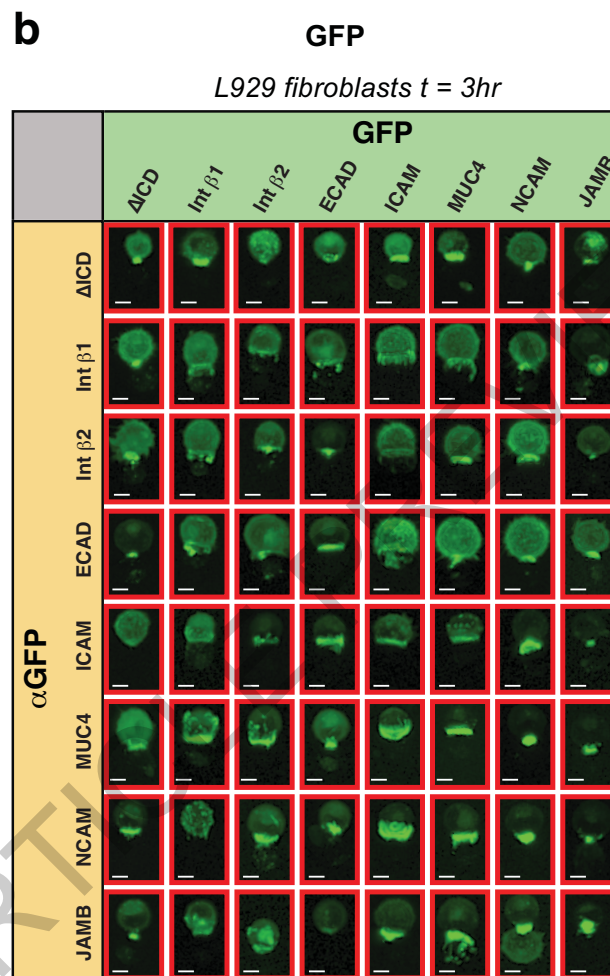 b
GFP
L929 fibroblasts t = 3hr
GFP
ΔICD Int β1 Int β2 ECAD ICAM MUC4 NCAM JAMB
αGFP
ΔICD
Int β1
Int β2
ECAD
ICAM
MUC4
NCAM
JAMB